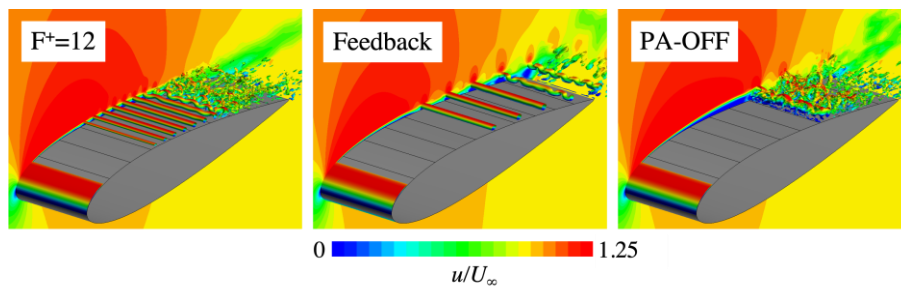 F⁺=12
Feedback
PA-OFF
0 1.25
u/U∞